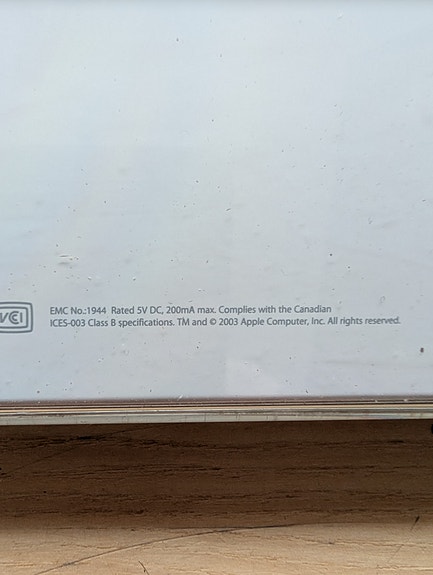 VCI
EMC No.:1944 Rated 5V DC, 200mA max. Complies with the Canadian
ICES-003 Class B specifications. TM and © 2003 Apple Computer, Inc. All rights reserved.